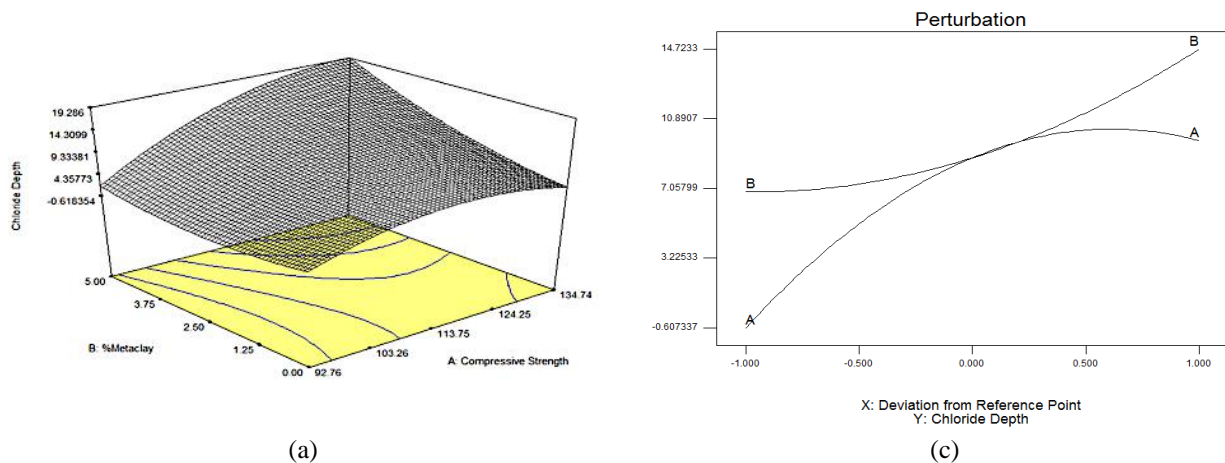 19.286
14.3099
9.33381
4.35773
-0.618354
Chloride Depth
5.00
3.75
2.50
1.25
0.00
B: %Metaclay
92.76
103.26
113.75
124.25
134.74
A: Compressive Strength
(a)
Perturbation
14.7233
10.8907
7.05799
3.22533
-0.607337
B
A
B
A
-1.000
-0.500
0.000
0.500
1.000
X: Deviation from Reference Point
Y: Chloride Depth
(c)